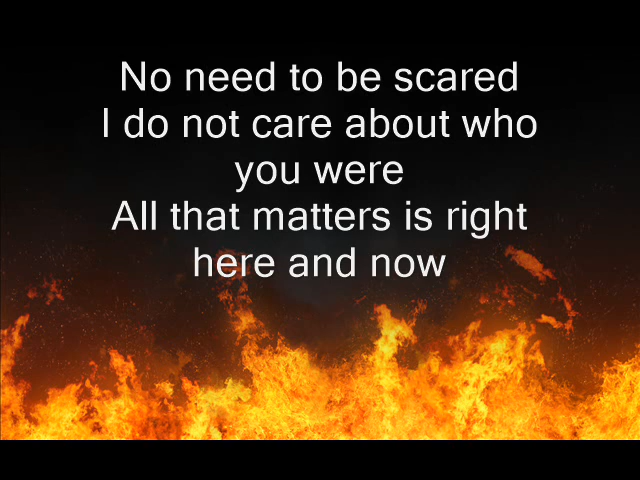 No need to be scared
I do not care about who
you were
All that matters is right
here and now